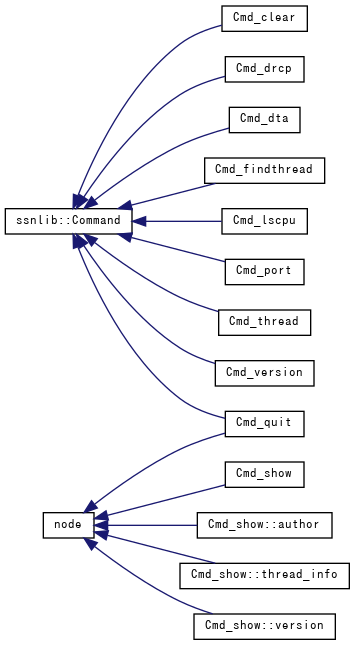 Cmd_clear
Cmd_drcp
Cmd_dta
Cmd_findthread
ssnlib::Command
Cmd_lscpu
Cmd_port
Cmd_thread
Cmd_version
Cmd_quit
Cmd_show
node
Cmd_show::author
Cmd_show::thread_info
Cmd_show::version